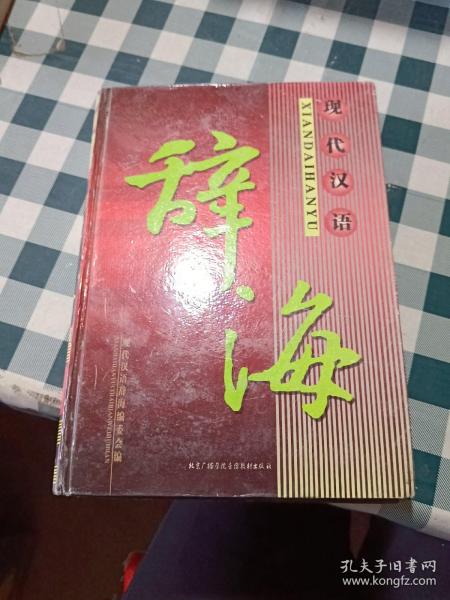 现代汉语
XIANDAIHANYU
辞海
现代汉语辞海编委会编
北京广播学院音像教材出版社
孔夫子旧书网
www.kongfz.com